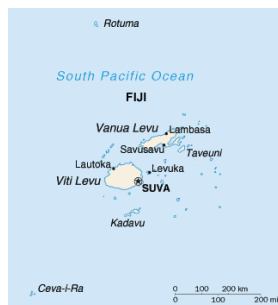 Rotuma
South Pacific Ocean
FIJI
Vanua Levu
Lambasa
Savusavu
Taveuni
Lautoka
Levuka
Viti Levu
SUVA
Kadavu
Ceva-i-Ra
0 100 200 km
0 100 200 mi